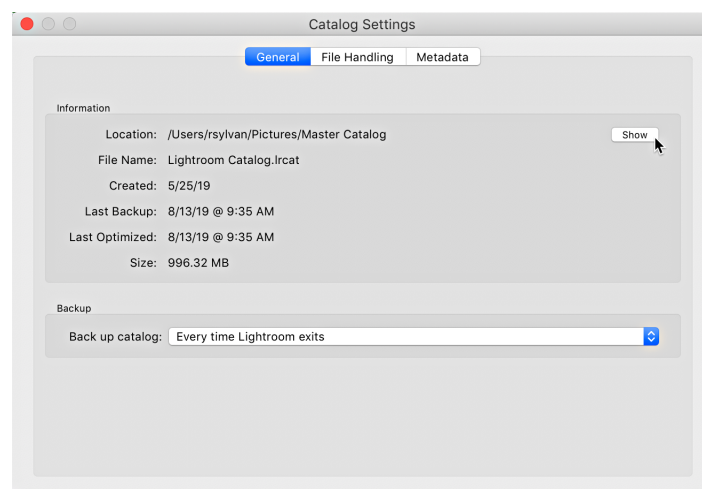 Catalog Settings
General File Handling Metadata
Information
Location: /Users/rsylvan/Pictures/Master Catalog Show
File Name: Lightroom Catalog.lrcat
Created: 5/25/19
Last Backup: 8/13/19 @ 9:35 AM
Last Optimized: 8/13/19 @ 9:35 AM
Size: 996.32 MB
Backup
Back up catalog: Every time Lightroom exits